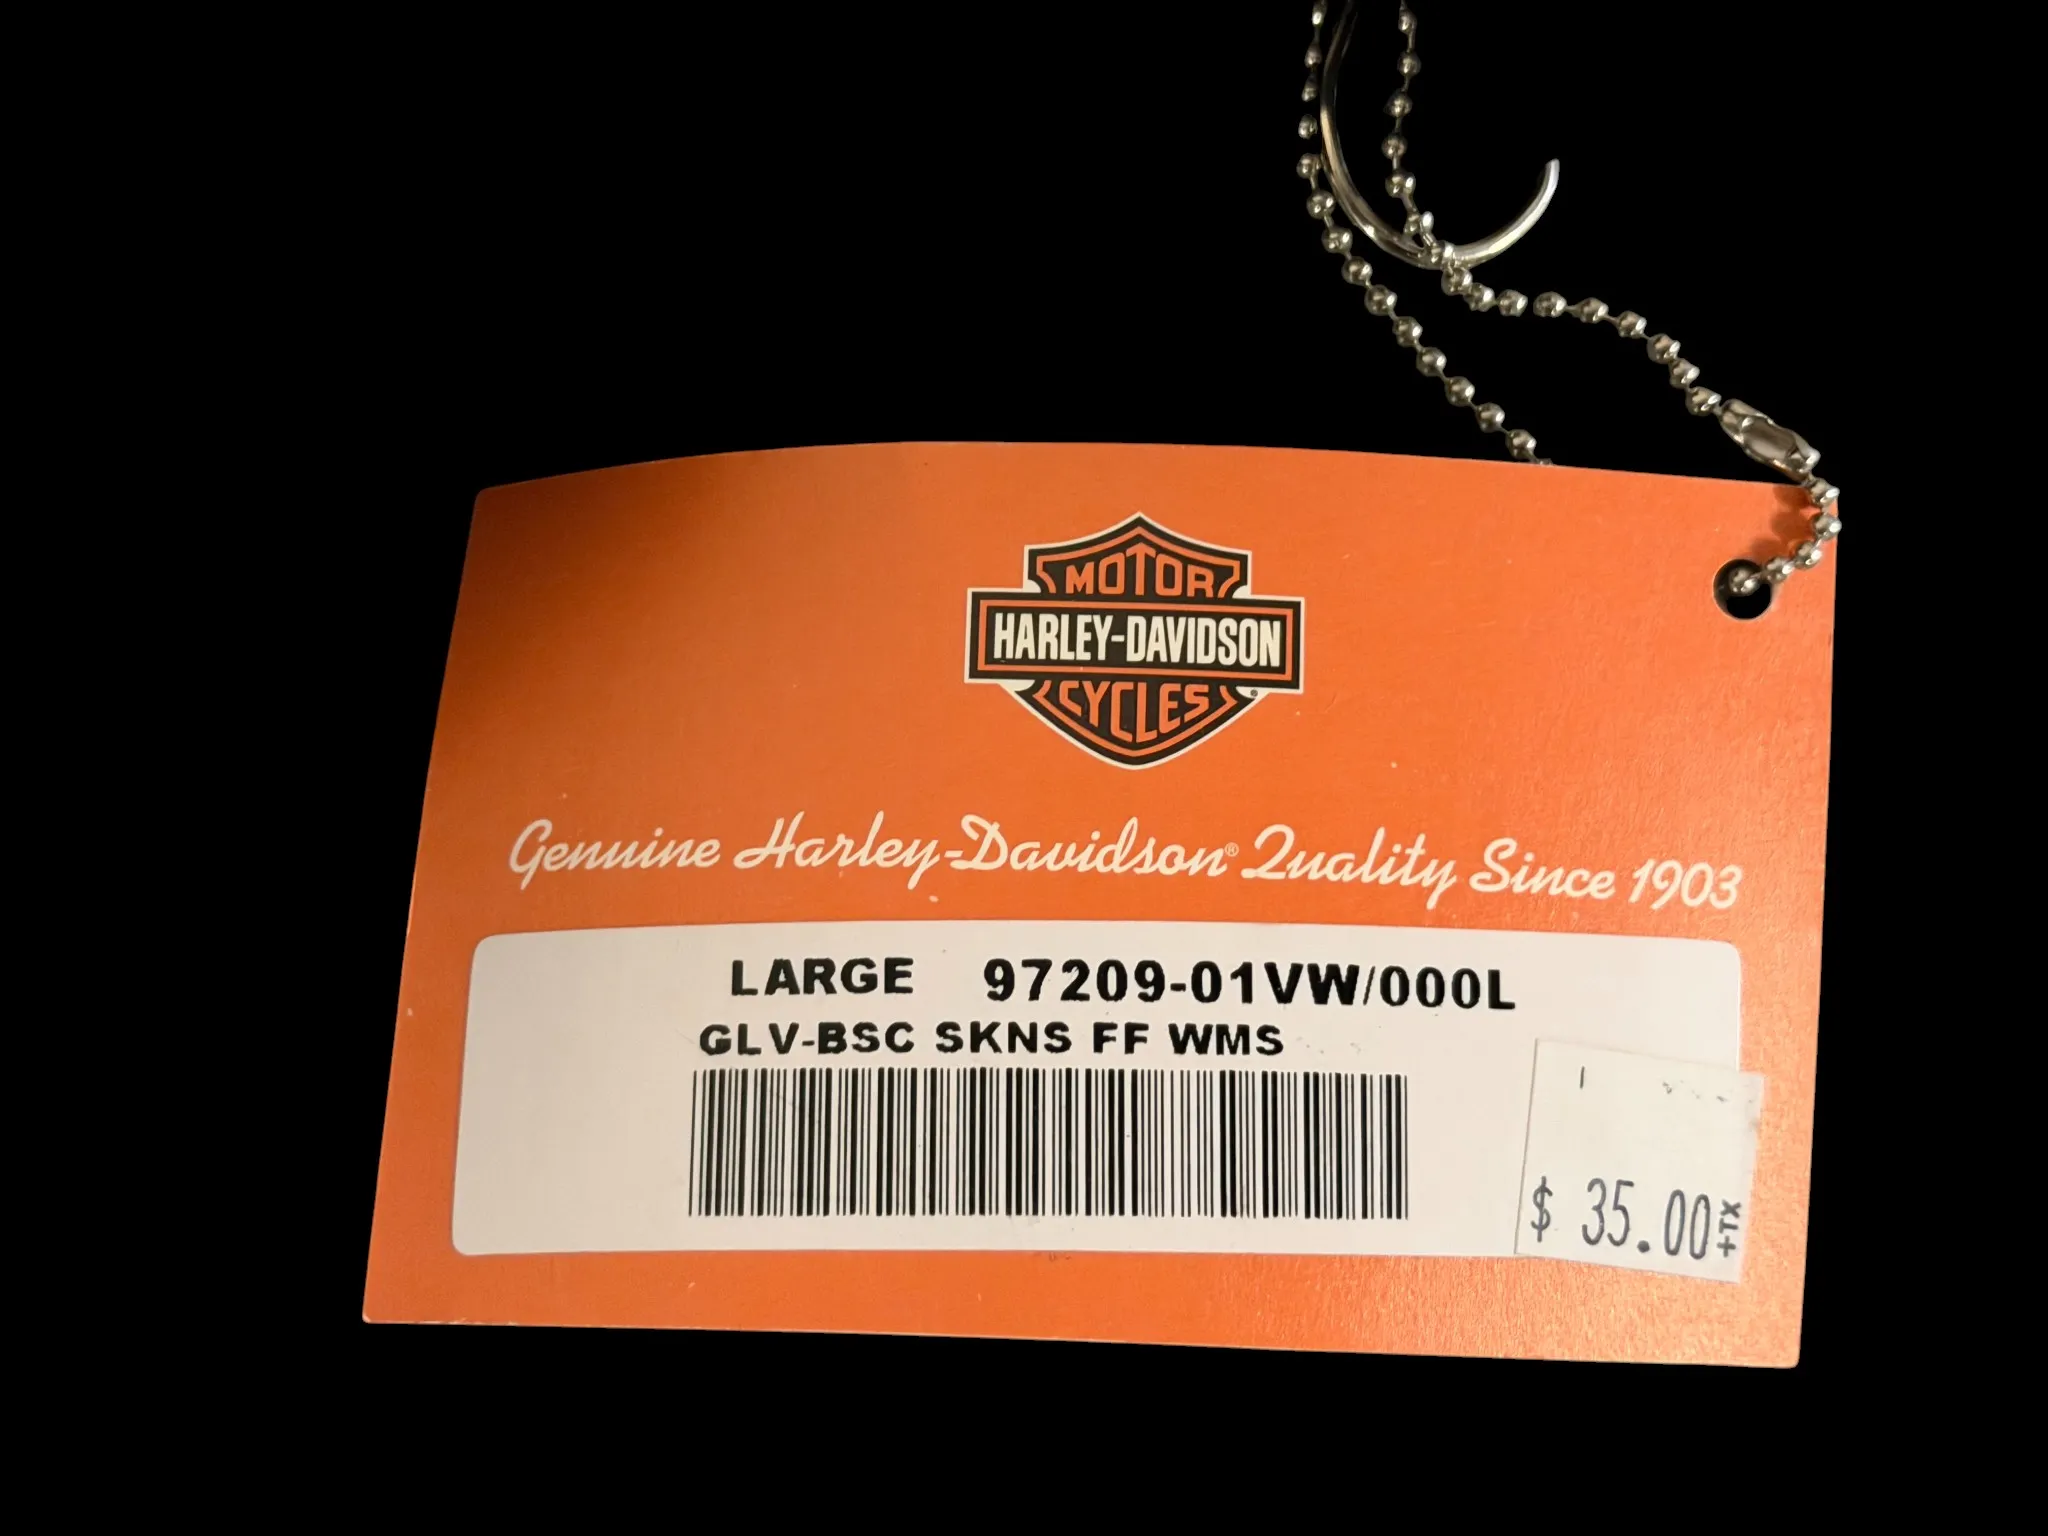 MOTOR
HARLEY-DAVIDSON
CYCLES ®
Genuine Harley-Davidson® Quality Since 1903
LARGE 97209-01VW/000L
GLV-BSC SKNS FF WMS
$ 35.00 +TX